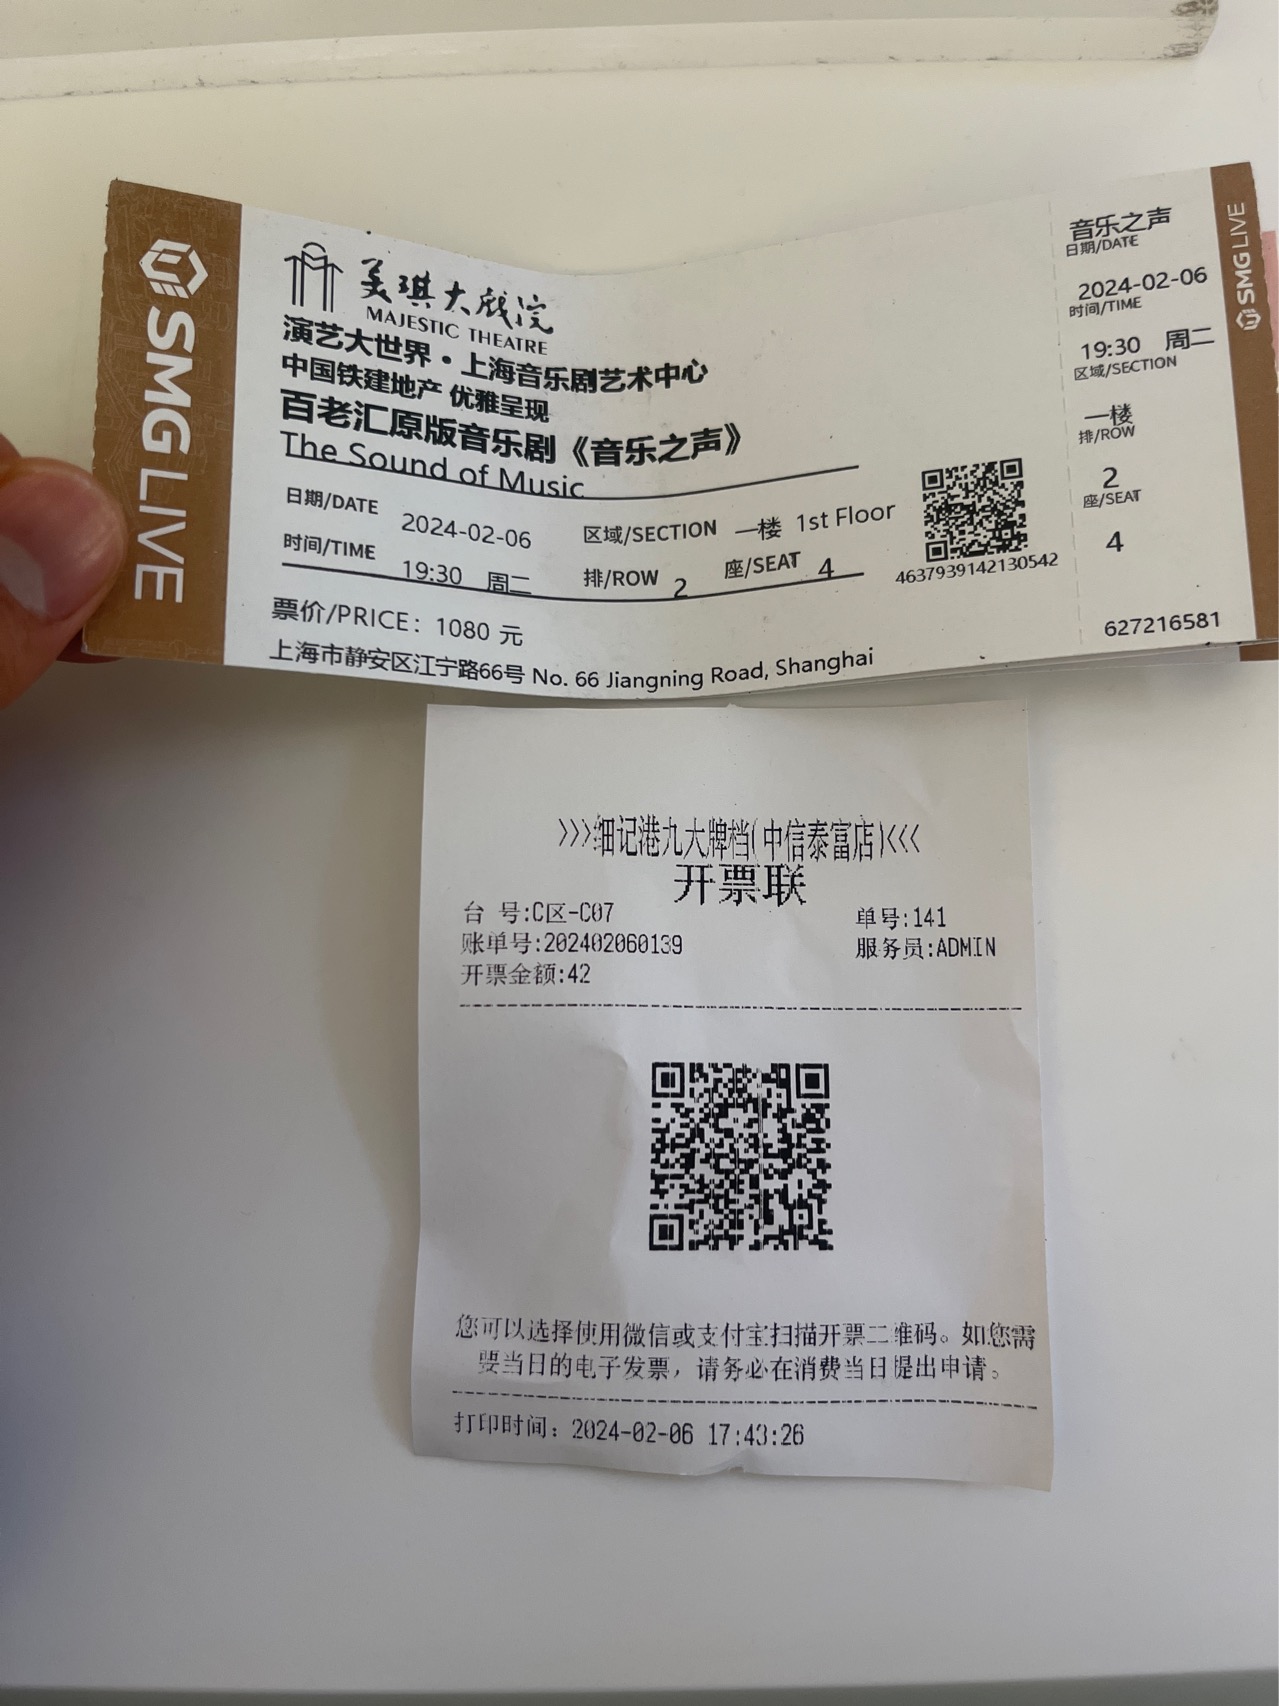 SMG LIVE
美琪大戏院
MAJESTIC THEATRE
演艺大世界·上海音乐剧艺术中心
中国铁建地产 优雅呈现
百老汇原版音乐剧《音乐之声》
The Sound of Music
日期/DATE 2024-02-06 区域/SECTION 一楼 1st Floor
时间/TIME 19:30 周二 排/ROW 2 座/SEAT 4
4637939142130542
票价/PRICE: 1080 元
上海市静安区江宁路66号 No. 66 Jiangning Road, Shanghai
音乐之声
日期/DATE
2024-02-06
时间/TIME
19:30 周二
区域/SECTION
一楼
排/ROW
2
座/SEAT
4
627216581
SMG LIVE
>>>细记港九大牌档(中信泰富店)<<<
开票联
台 号:C区-C07 单号:141
账单号:202402060139 服务员:ADMIN
开票金额:42
您可以选择使用微信或支付宝扫描开票二维码。如您需
要当日的电子发票，请务必在消费当日提出申请。
打印时间：2024-02-06 17:43:26